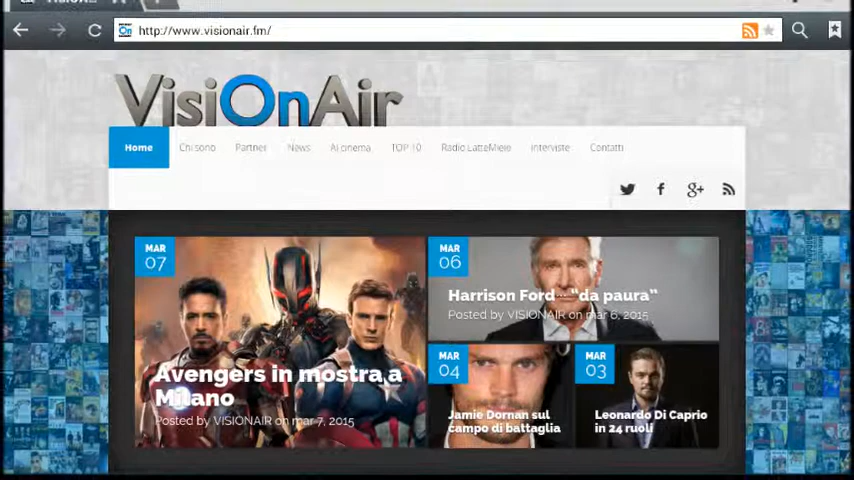 http://www.visionair.fm/
VisiOnAir
Home Chi sono Partner News Al cinema TOP 10 Radio LatteMiele Interviste Contatti
MAR
07
Avengers in mostra a
Milano
Posted by VISIONAIR on mar 7, 2015
MAR
06
Harrison Ford – “da paura”
Posted by VISIONAIR on mar 6, 2015
MAR
04
Jamie Dornan sul
campo di battaglia
MAR
03
Leonardo Di Caprio
in 24 ruoli